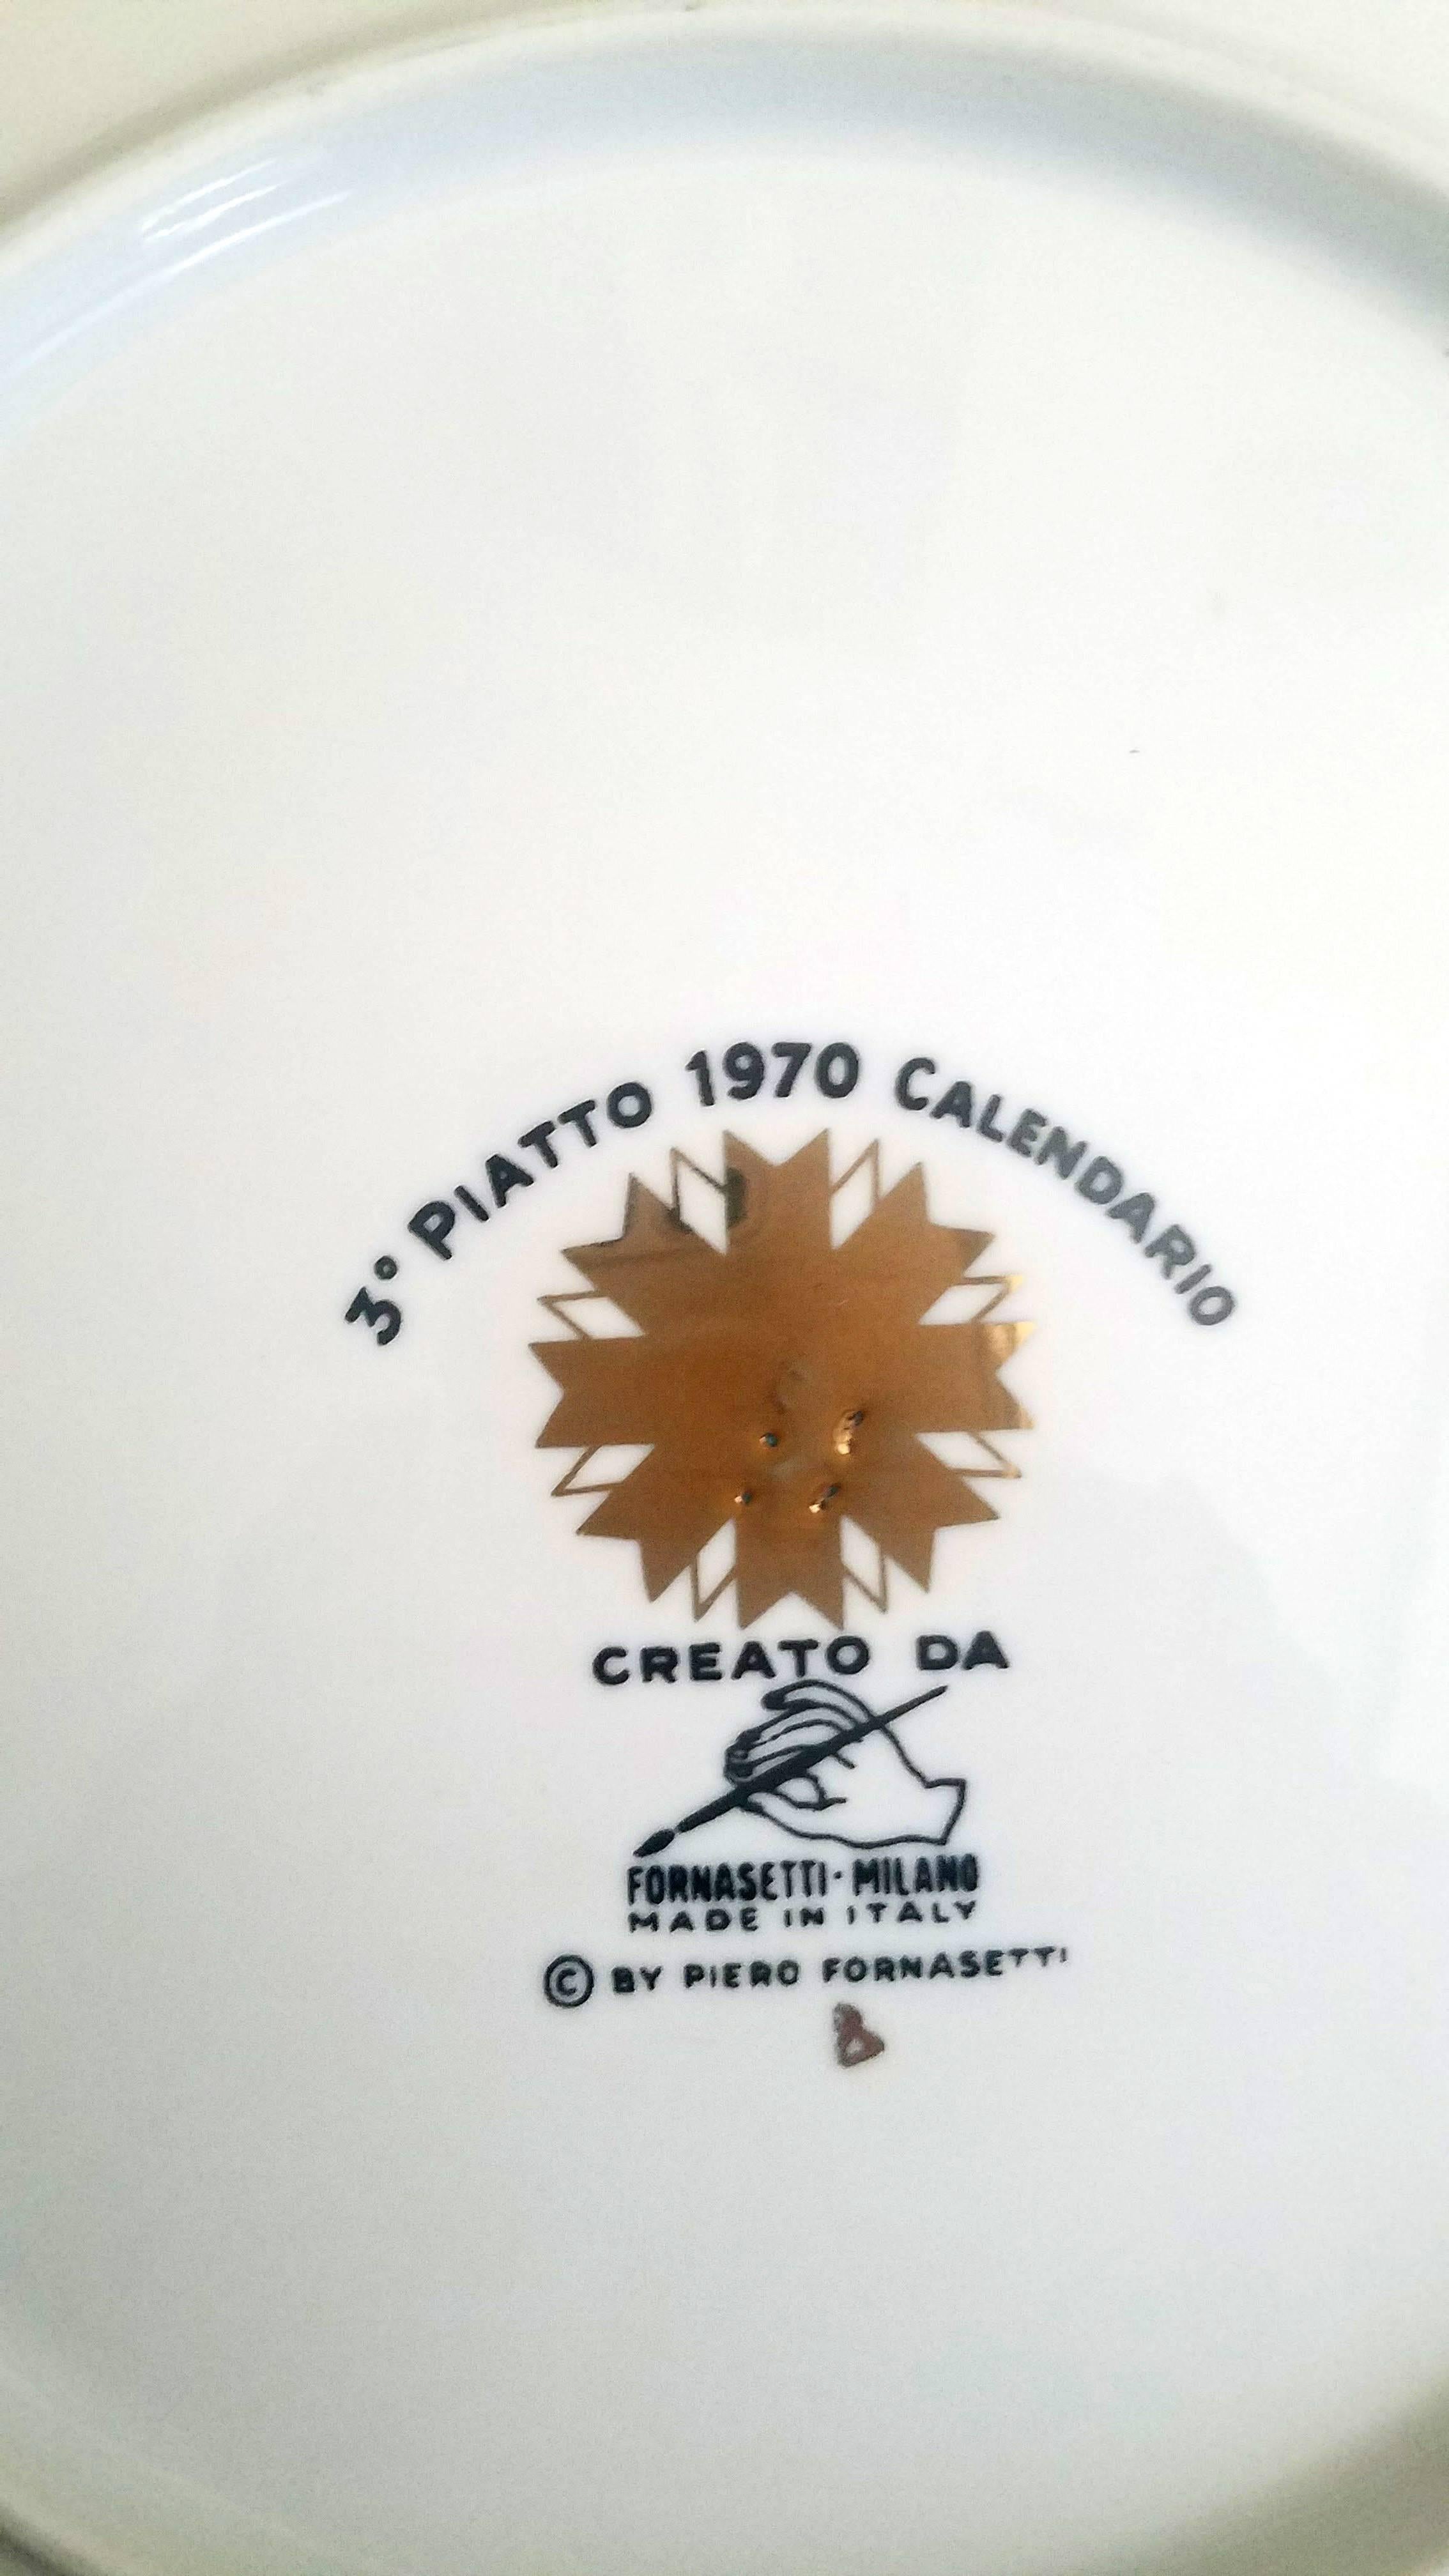 3° PIATTO 1970 CALENDARIO
CREATO DA
FORNASETTI · MILANO
MADE IN ITALY
© BY PIERO FORNASETTI
B